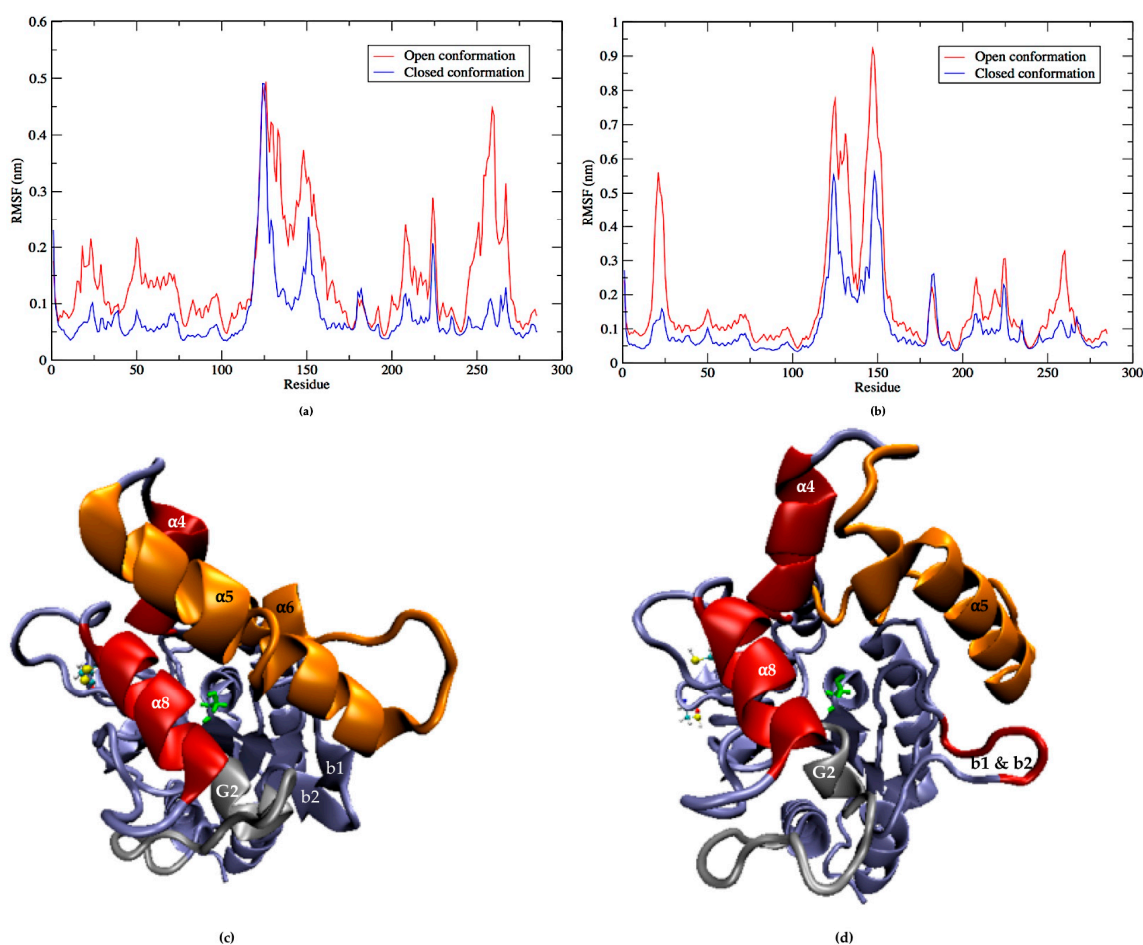 0.6
0.5
0.4
0.3
0.2
0.1
0
RMSF (nm)
Open conformation
Closed conformation
0 50 100 150 200 250 300
Residue
(a)
1
0.9
0.8
0.7
0.6
0.5
0.4
0.3
0.2
0.1
0
RMSF (nm)
Open conformation
Closed conformation
0 50 100 150 200 250 300
Residue
(b)
α4
α5
α6
α8
G2
b1
b2
(c)
α4
α5
α8
G2
b1 & b2
(d)